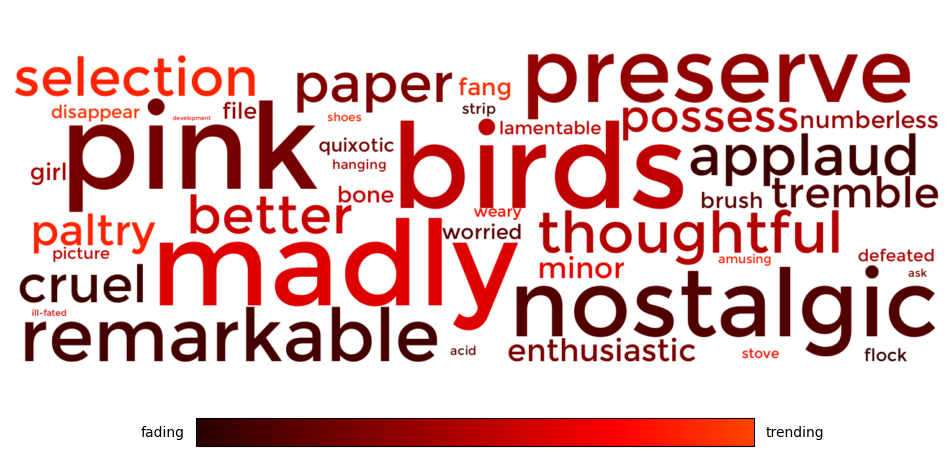 preserve
selection
paper
fang
disappear
development
file
shoes
strip
lamentable
possess
numberless
pink
quixotic
birds
applaud
girl
hanging
bone
brush
tremble
better
weary
paltry
worried
thoughtful
picture
madly
minor
amusing
defeated
cruel
ask
nostalgic
ill-fated
remarkable
acid
enthusiastic
stove
flock
fading
trending